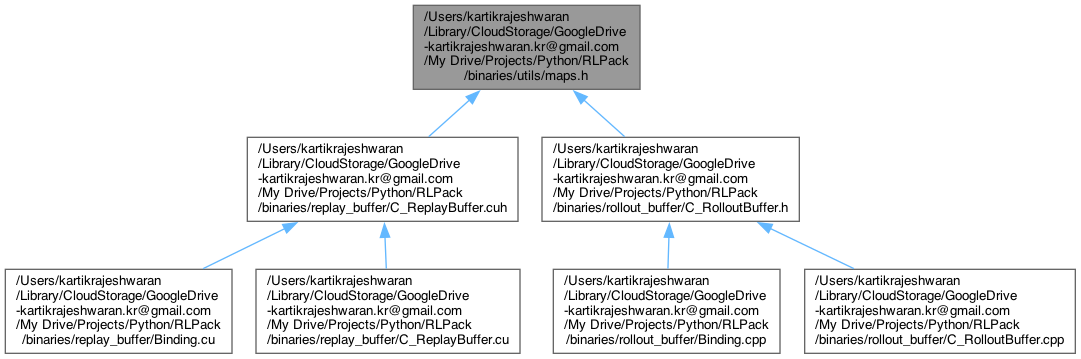 /Users/kartikrajeshwaran
/Library/CloudStorage/GoogleDrive
-kartikrajeshwaran.kr@gmail.com
/My Drive/Projects/Python/RLPack
/binaries/utils/maps.h
/Users/kartikrajeshwaran
/Library/CloudStorage/GoogleDrive
-kartikrajeshwaran.kr@gmail.com
/My Drive/Projects/Python/RLPack
/binaries/replay_buffer/C_ReplayBuffer.cuh
/Users/kartikrajeshwaran
/Library/CloudStorage/GoogleDrive
-kartikrajeshwaran.kr@gmail.com
/My Drive/Projects/Python/RLPack
/binaries/rollout_buffer/C_RolloutBuffer.h
/Users/kartikrajeshwaran
/Library/CloudStorage/GoogleDrive
-kartikrajeshwaran.kr@gmail.com
/My Drive/Projects/Python/RLPack
/binaries/replay_buffer/Binding.cu
/Users/kartikrajeshwaran
/Library/CloudStorage/GoogleDrive
-kartikrajeshwaran.kr@gmail.com
/My Drive/Projects/Python/RLPack
/binaries/replay_buffer/C_ReplayBuffer.cu
/Users/kartikrajeshwaran
/Library/CloudStorage/GoogleDrive
-kartikrajeshwaran.kr@gmail.com
/My Drive/Projects/Python/RLPack
/binaries/rollout_buffer/Binding.cpp
/Users/kartikrajeshwaran
/Library/CloudStorage/GoogleDrive
-kartikrajeshwaran.kr@gmail.com
/My Drive/Projects/Python/RLPack
/binaries/rollout_buffer/C_RolloutBuffer.cpp